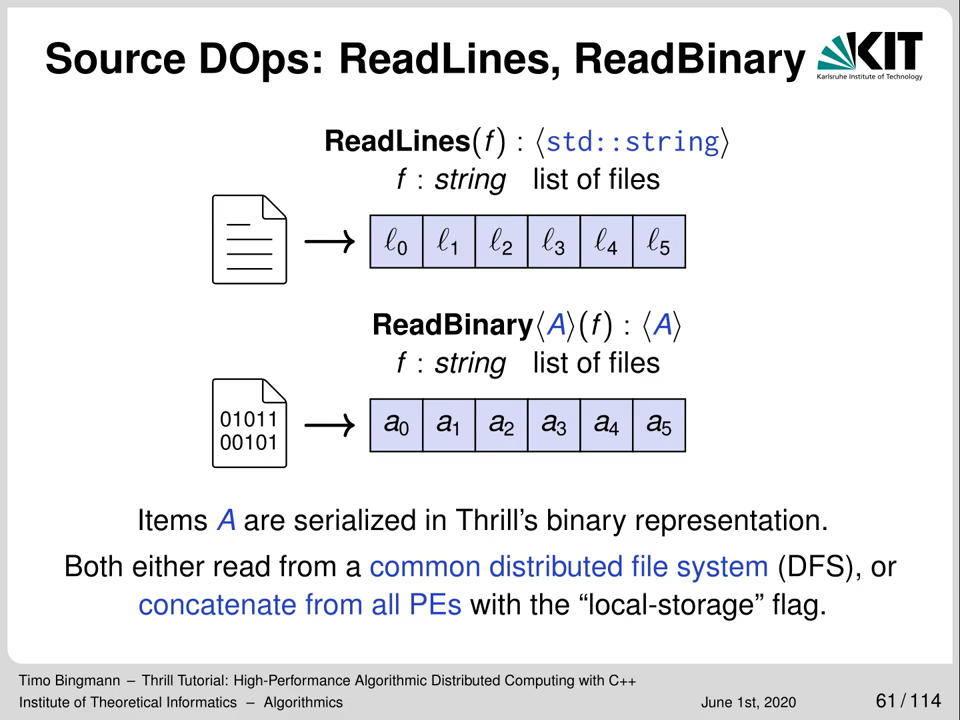 Source DOps: ReadLines, ReadBinary
KIT
Karlsruhe Institute of Technology
ReadLines(f) : ⟨std::string⟩
f : string list of files
ℓ0 ℓ1 ℓ2 ℓ3 ℓ4 ℓ5
ReadBinary⟨A⟩(f) : ⟨A⟩
f : string list of files
01011
00101
a0 a1 a2 a3 a4 a5
Items A are serialized in Thrill’s binary representation.
Both either read from a common distributed file system (DFS), or
concatenate from all PEs with the “local-storage” flag.
Timo Bingmann – Thrill Tutorial: High-Performance Algorithmic Distributed Computing with C++
Institute of Theoretical Informatics – Algorithmics June 1st, 2020 61 / 114